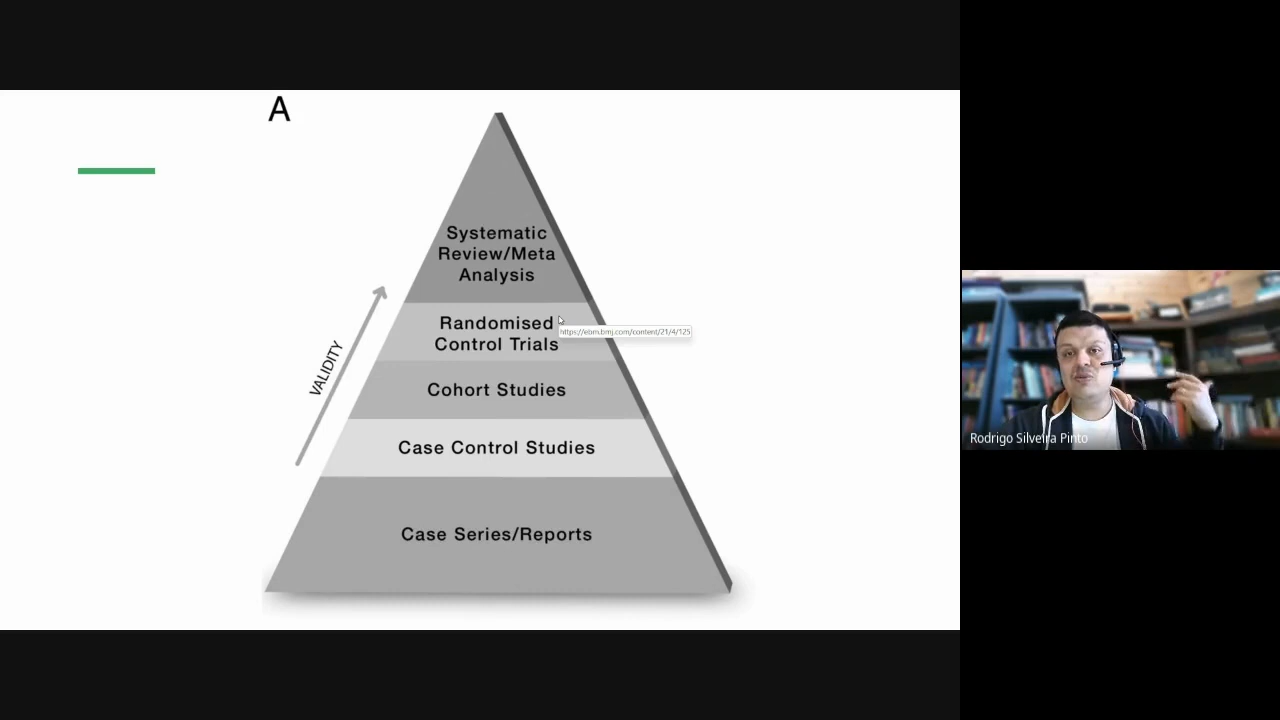 A
Systematic
Review/Meta
Analysis
Randomised
Control Trials
https://ebm.bmj.com/content/21/4/125
VALIDITY
Cohort Studies
Case Control Studies
Case Series/Reports
Rodrigo Silveira Pinto